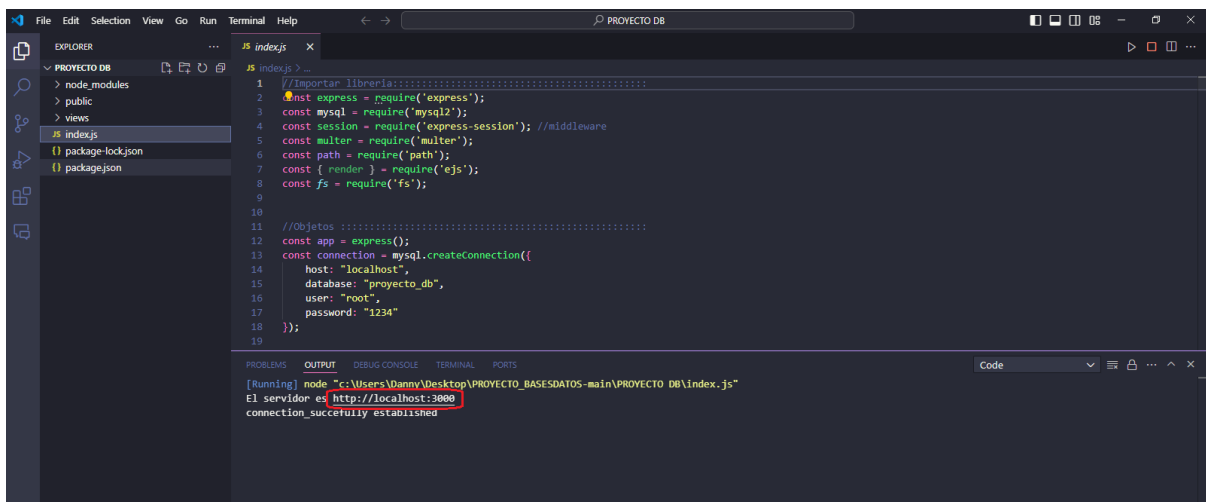 File Edit Selection View Go Run Terminal Help
PROYECTO DB
EXPLORER
PROYECTO DB
node_modules
public
views
JS index.js
{} package-lock.json
{} package.json
JS index.js
JS index.js > ...
1 //Importar libreria::::::::::::::::::::::::::::::::::::::::::::
2 const express = require('express');
3 const mysql = require('mysql2');
4 const session = require('express-session'); //middleware
5 const multer = require('multer');
6 const path = require('path');
7 const { render } = require('ejs');
8 const fs = require('fs');
9
10
11 //Objetos :::::::::::::::::::::::::::::::::::::::::::::::::::::
12 const app = express();
13 const connection = mysql.createConnection({
14 host: "localhost",
15 database: "proyecto_db",
16 user: "root",
17 password: "1234"
18 });
19
PROBLEMS OUTPUT DEBUG CONSOLE TERMINAL PORTS
Code
[Running] node "c:\Users\Danny\Desktop\PROYECTO_BASESDATOS-main\PROYECTO DB\index.js"
El servidor es http://localhost:3000
connection_succefully established